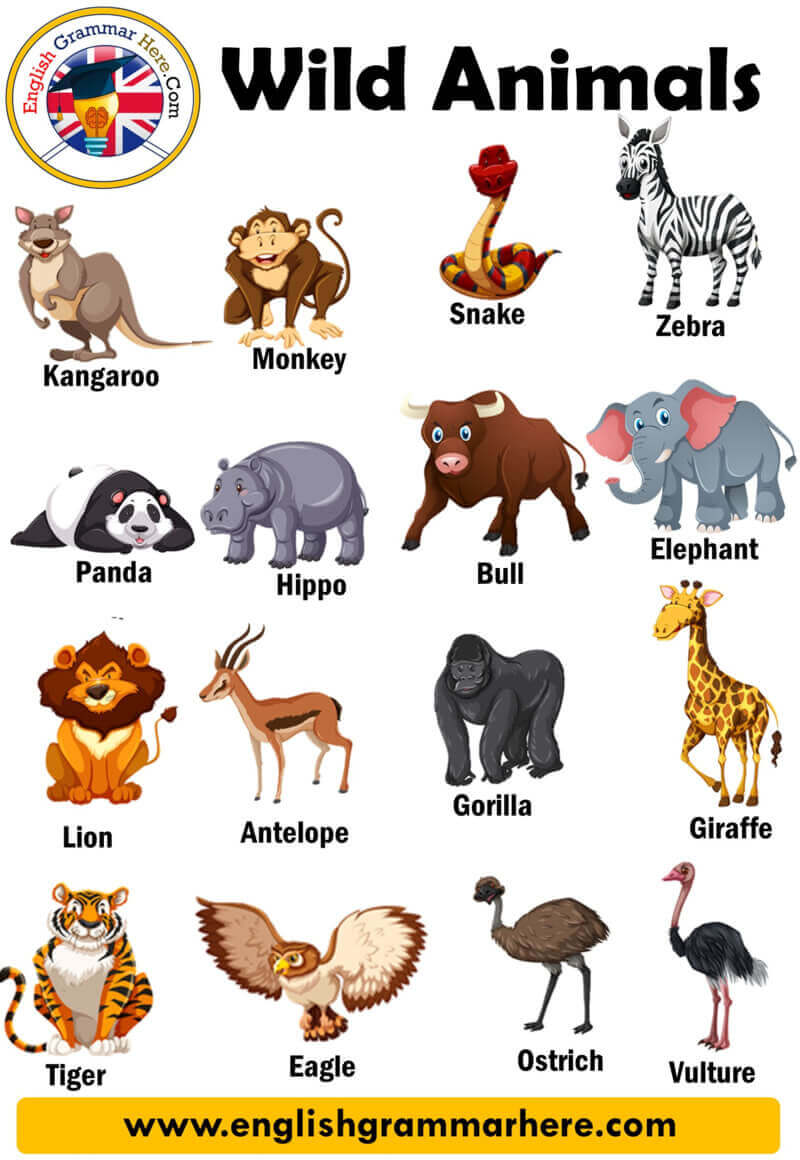 English Grammar Here.Com
Wild Animals
Kangaroo
Monkey
Snake
Zebra
Panda
Hippo
Bull
Elephant
Lion
Antelope
Gorilla
Giraffe
Tiger
Eagle
Ostrich
Vulture
www.englishgrammarhere.com